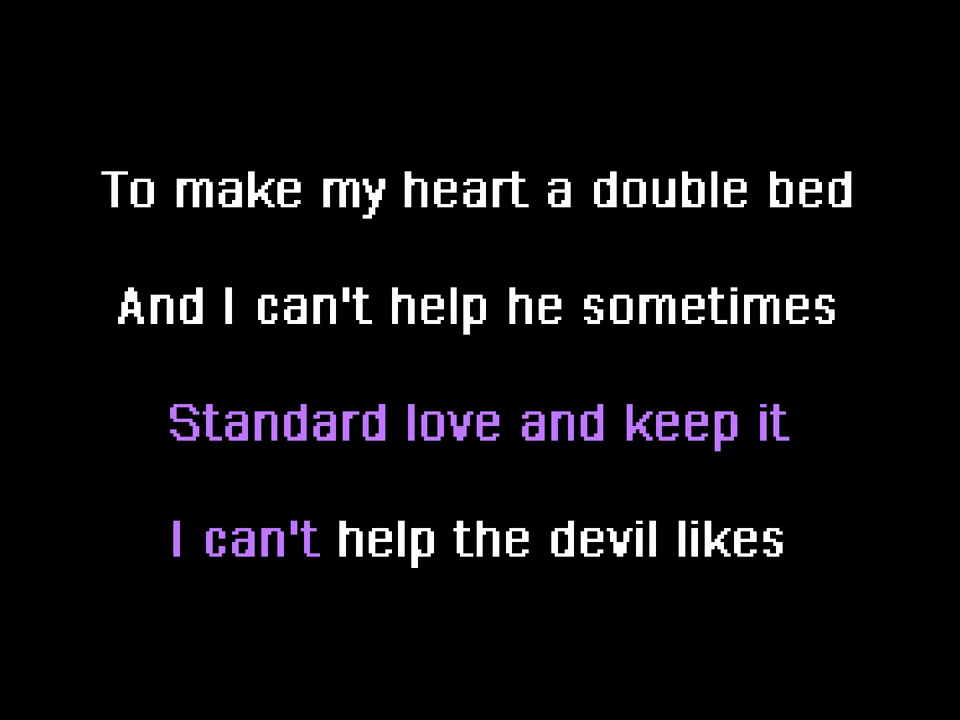 To make my heart a double bed
And I can't help he sometimes
Standard love and keep it
I can't help the devil likes